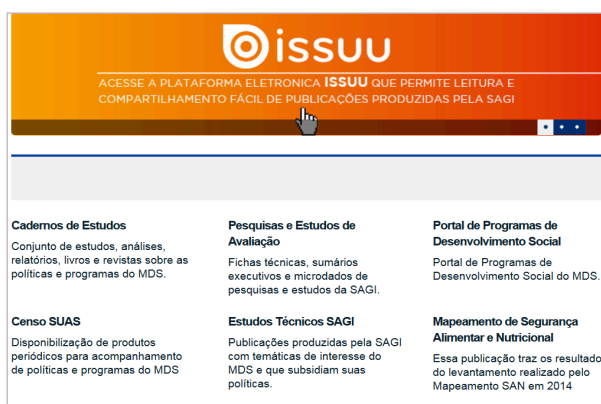 issuu
ACESSE A PLATAFORMA ELETRONICA ISSUU QUE PERMITE LEITURA E
COMPARTILHAMENTO FÁCIL DE PUBLICAÇÕES PRODUZIDAS PELA SAGI
Cadernos de Estudos
Conjunto de estudos, análises,
relatórios, livros e revistas sobre as
políticas e programas do MDS.
Pesquisas e Estudos de
Avaliação
Fichas técnicas, sumários
executivos e microdados de
pesquisas e estudos da SAGI.
Portal de Programas de
Desenvolvimento Social
Portal de Programas de
Desenvolvimento Social do MDS.
Censo SUAS
Disponibilização de produtos
periódicos para acompanhamento
de políticas e programas do MDS
Estudos Técnicos SAGI
Publicações produzidas pela SAGI
com temáticas de interesse do
MDS e que subsidiam suas
políticas.
Mapeamento de Segurança
Alimentar e Nutricional
Essa publicação traz os resultado
do levantamento realizado pelo
Mapeamento SAN em 2014